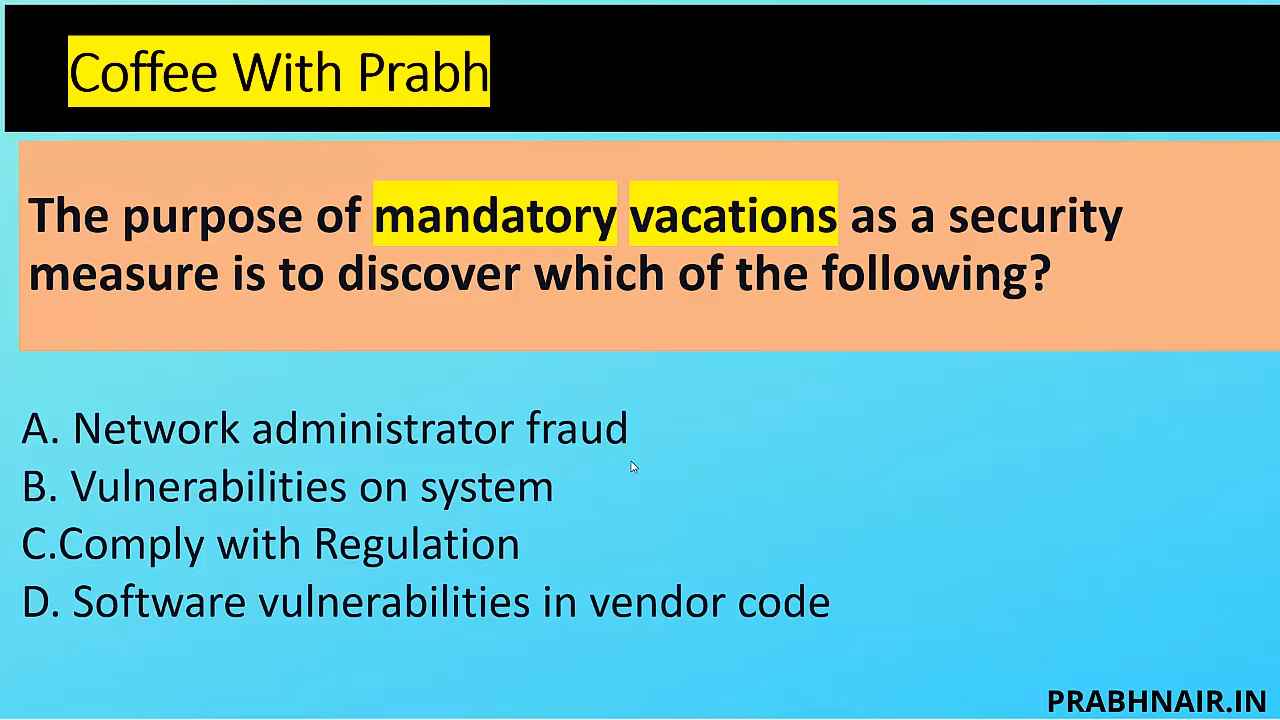 Coffee With Prabh
The purpose of mandatory vacations as a security
measure is to discover which of the following?
A. Network administrator fraud
B. Vulnerabilities on system
C.Comply with Regulation
D. Software vulnerabilities in vendor code
PRABHNAIR.IN